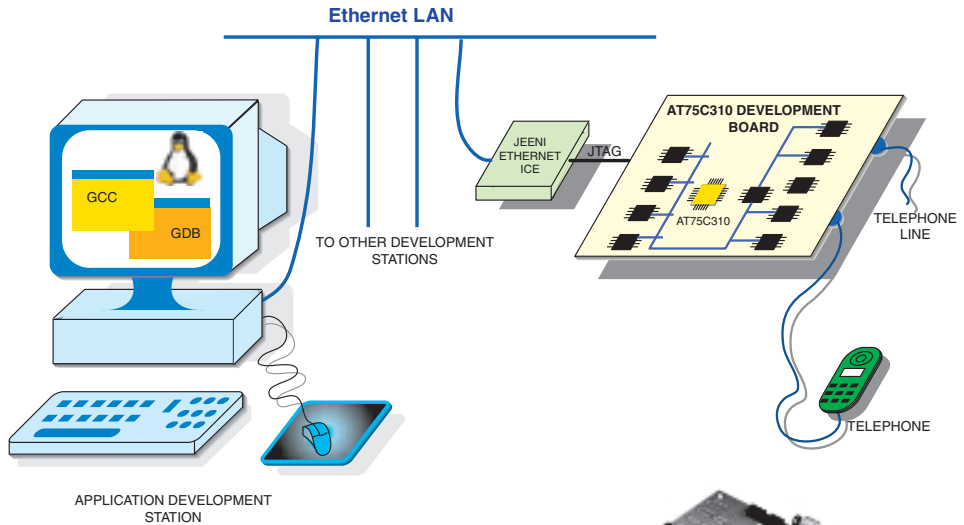 Ethernet LAN
AT75C310 DEVELOPMENT
BOARD
JEENI
ETHERNET
ICE
JTAG
GCC
GDB
AT75C310
TELEPHONE
LINE
TO OTHER DEVELOPMENT
STATIONS
TELEPHONE
APPLICATION DEVELOPMENT
STATION